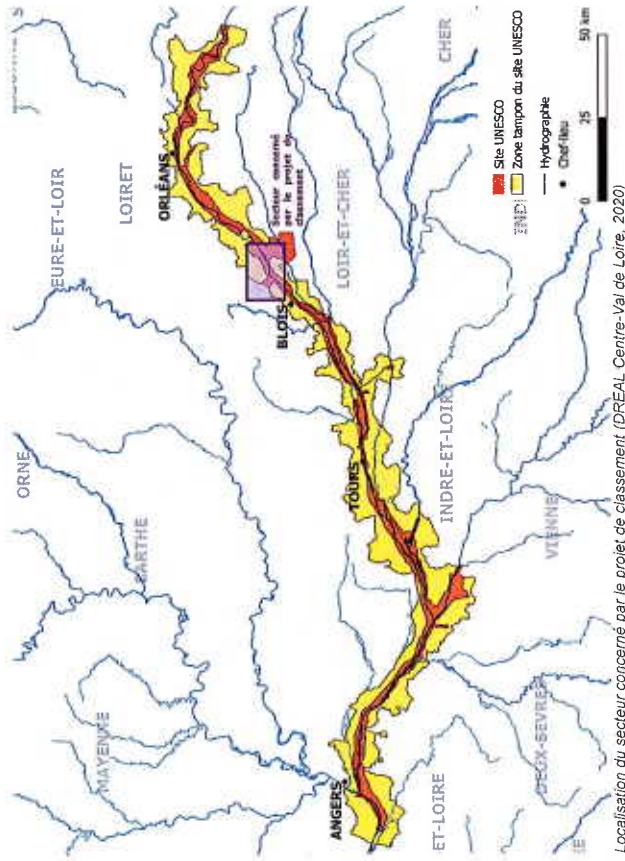 EURE-ET-LOIR
ORNE
LOIRET
ORLÉANS
SARTHE
MAYENNE
Secteur concerné
par le projet de
classement
BLOIS
LOIR-ET-CHER
CHER
TOURS
ANGERS
INDRE-ET-LOIRE
ET-LOIRE
VIENNE
DEUX-SEVRES
Site UNESCO
Zone tampon du site UNESCO
Hydrographie
Chef-lieu
0 25 50 km
Localisation du secteur concerné par le projet de classement (DREAL Centre-Val de Loire, 2020)